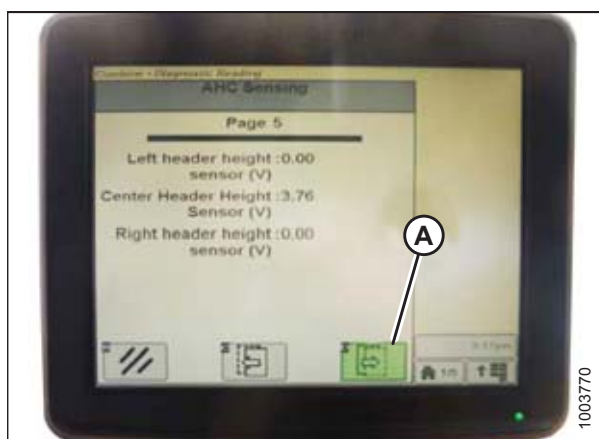 Combine - Diagnostic Reading
AHC Sensing
Page 5
Left header height :0.00
sensor (V)
Center Header Height :3.76
Sensor (V)
Right header height :0.00
sensor (V)
A
1003770